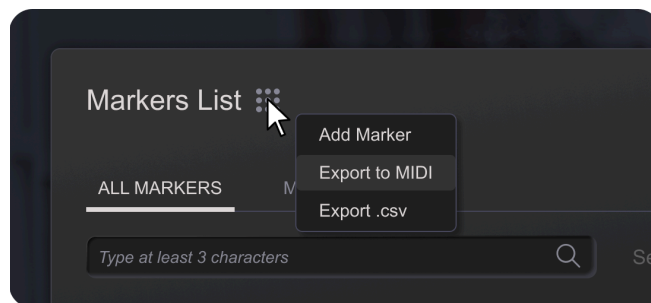 Markers List
Add Marker
Export to MIDI
ALL MARKERS
Export .csv
Type at least 3 characters